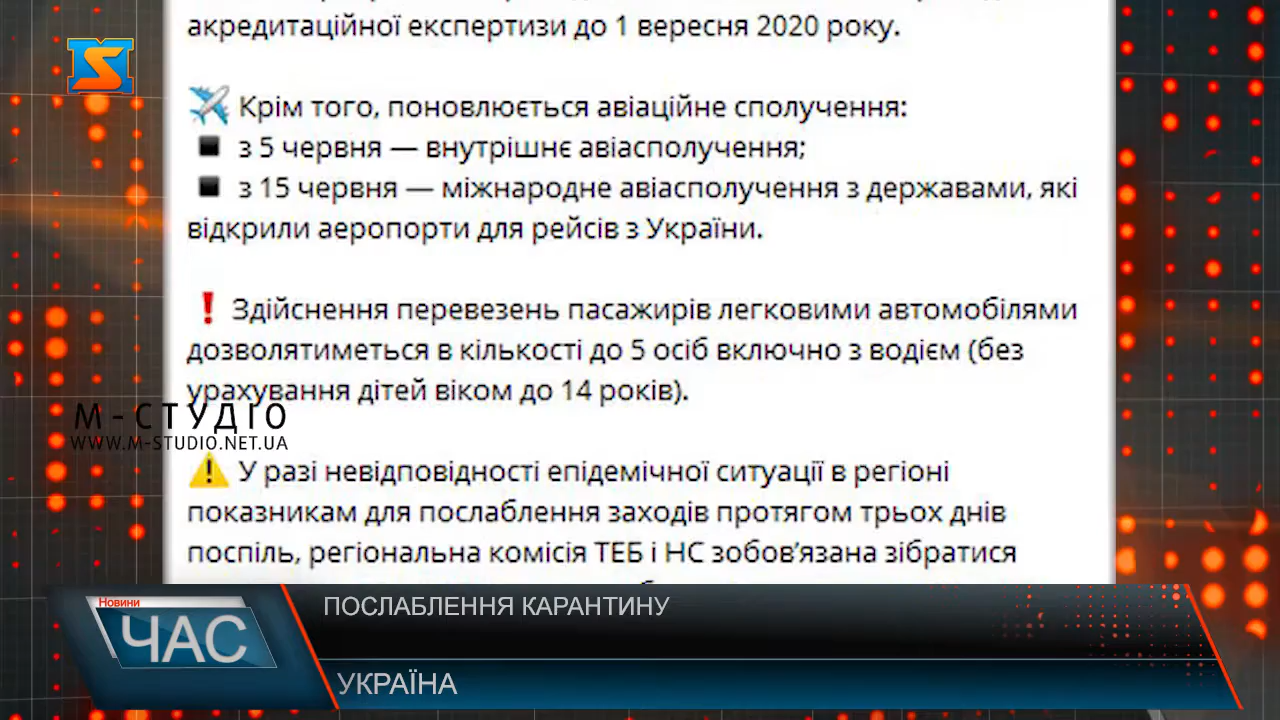 акредитаційної експертизи до 1 вересня 2020 року.
✈️ Крім того, поновлюється авіаційне сполучення:
▪ з 5 червня — внутрішнє авіасполучення;
▪ з 15 червня — міжнародне авіасполучення з державами, які
відкрили аеропорти для рейсів з України.
❗ Здійснення перевезень пасажирів легковими автомобілями
дозволятиметься в кількості до 5 осіб включно з водієм (без
урахування дітей віком до 14 років).
М-СТУДІО
WWW.M-STUDIO.NET.UA
⚠️ У разі невідповідності епідемічної ситуації в регіоні
показникам для послаблення заходів протягом трьох днів
поспіль, регіональна комісія ТЕБ і НС зобов’язана зібратися
Новини
ЧАС
ПОСЛАБЛЕННЯ КАРАНТИНУ
УКРАЇНА